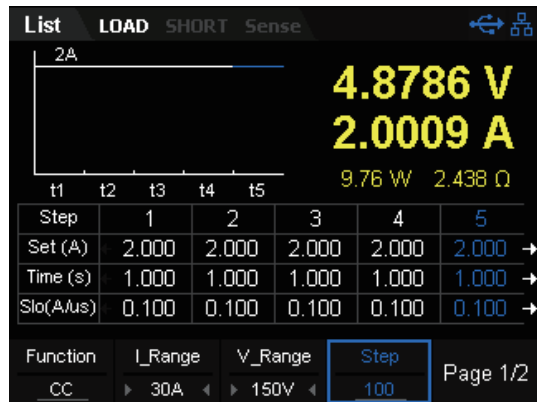 List LOAD SHORT Sense
2A
4.8786 V
2.0009 A
9.76 W 2.438 Ω
t1 t2 t3 t4 t5
Step 1 2 3 4 5
Set (A) 2.000 2.000 2.000 2.000 2.000
Time (s) 1.000 1.000 1.000 1.000 1.000
Slo(A/us) 0.100 0.100 0.100 0.100 0.100
Function I_Range V_Range Step Page 1/2
CC 30A 150V 100